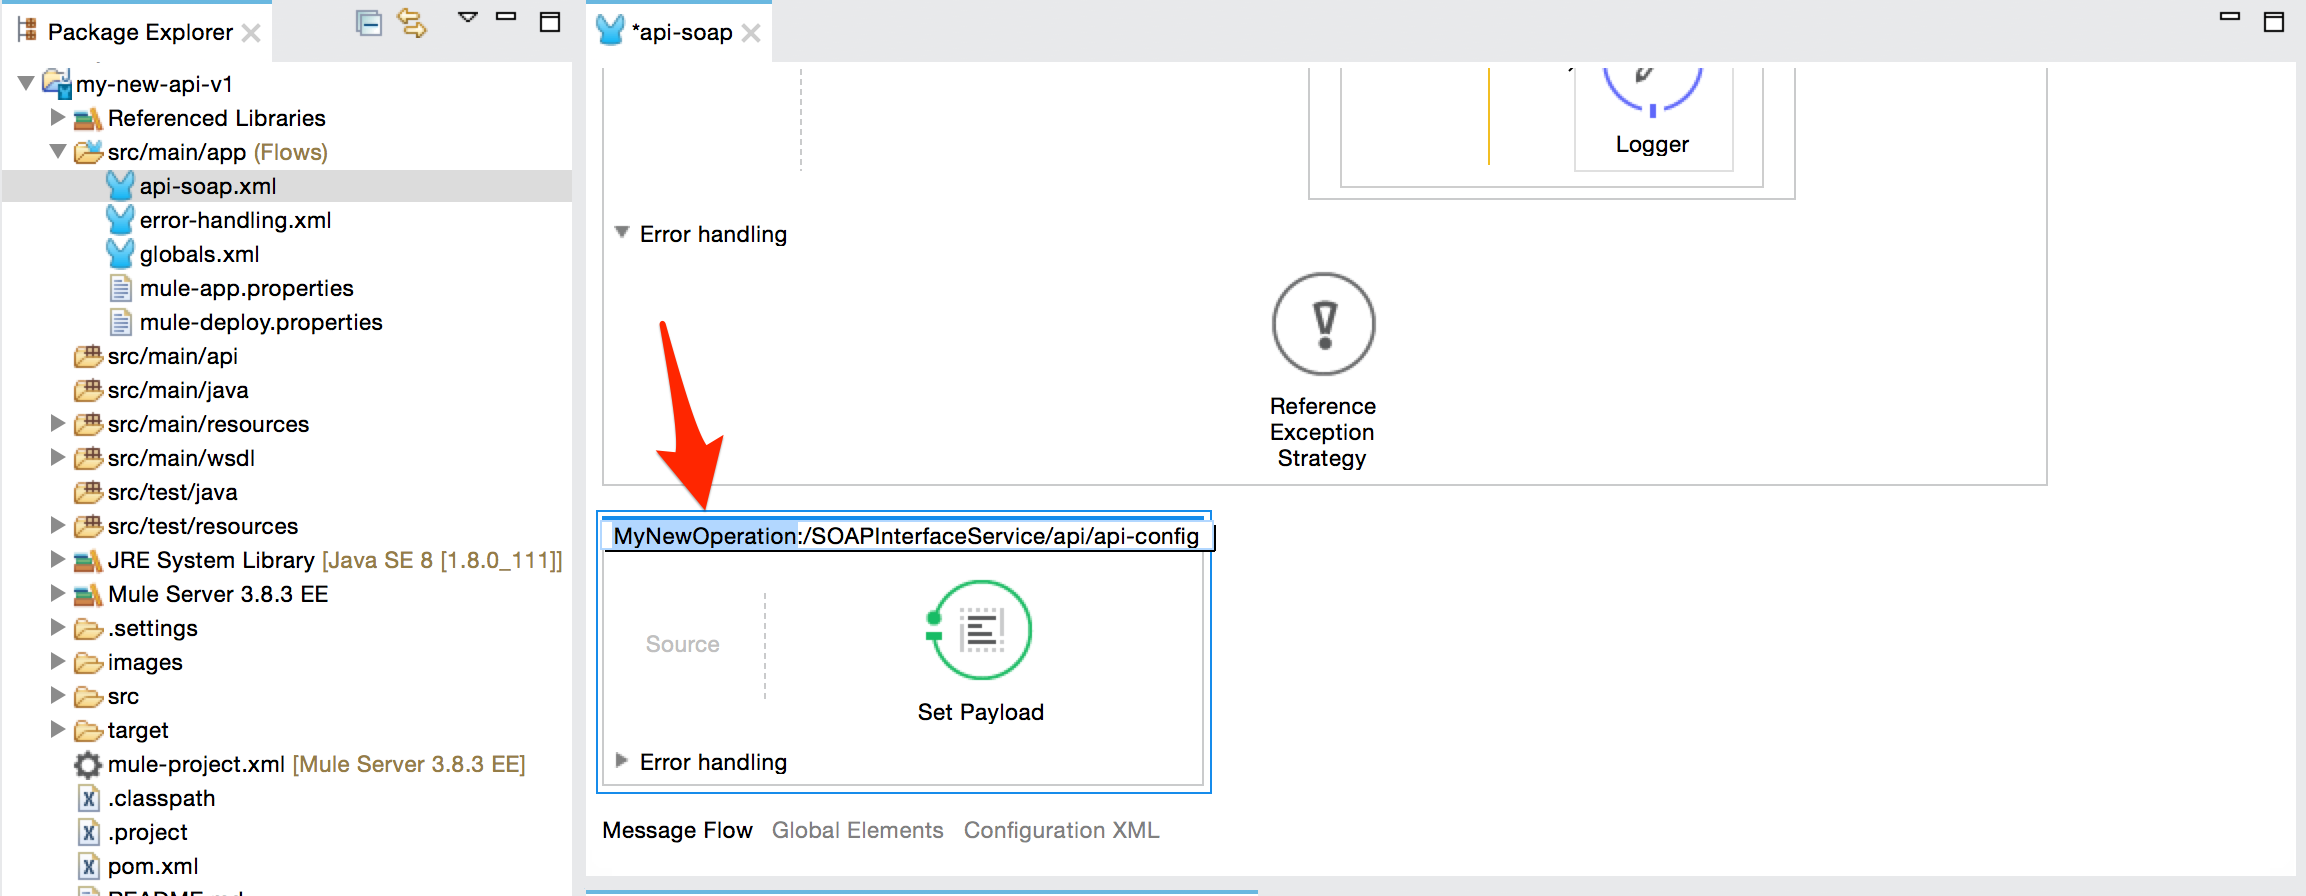 Package Explorer
my-new-api-v1
Referenced Libraries
src/main/app (Flows)
api-soap.xml
error-handling.xml
globals.xml
mule-app.properties
mule-deploy.properties
src/main/api
src/main/java
src/main/resources
src/main/wsdl
src/test/java
src/test/resources
JRE System Library [Java SE 8 [1.8.0_111]]
Mule Server 3.8.3 EE
.settings
images
src
target
mule-project.xml [Mule Server 3.8.3 EE]
.classpath
.project
pom.xml
*api-soap
Logger
Error handling
Reference
Exception
Strategy
MyNewOperation:/SOAPInterfaceService/api/api-config
Source
Set Payload
Error handling
Message Flow Global Elements Configuration XML